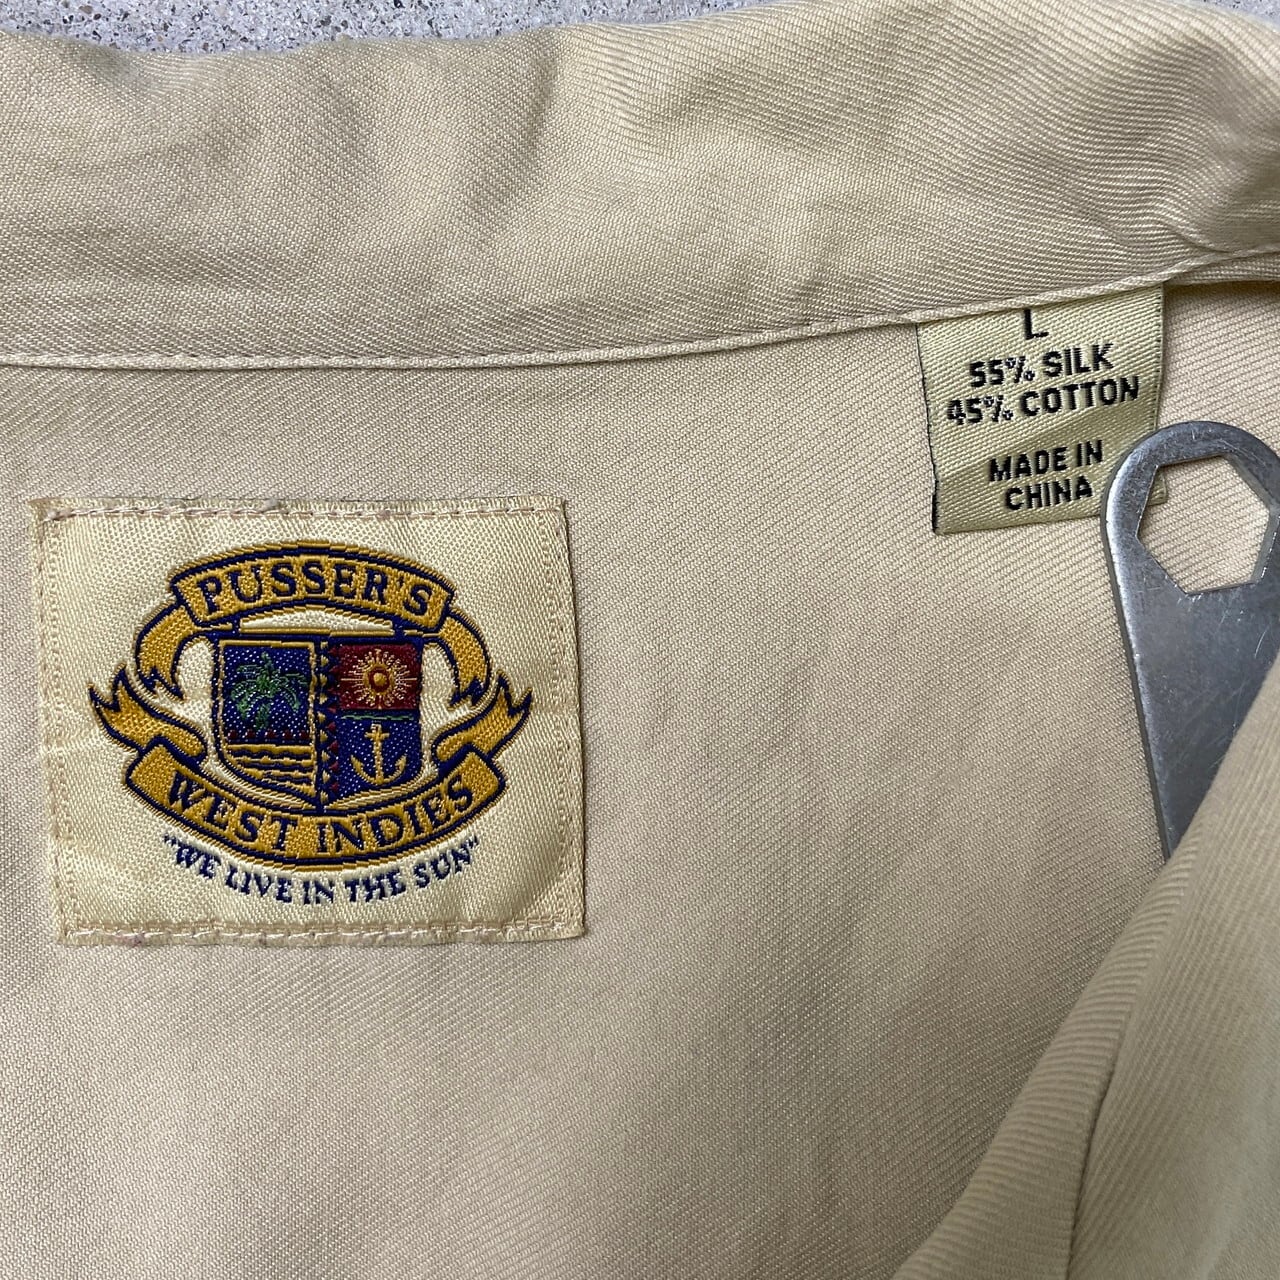 L
55% SILK
45% COTTON
MADE IN
CHINA
PUSSER'S
WEST INDIES
"WE LIVE IN THE SUN"